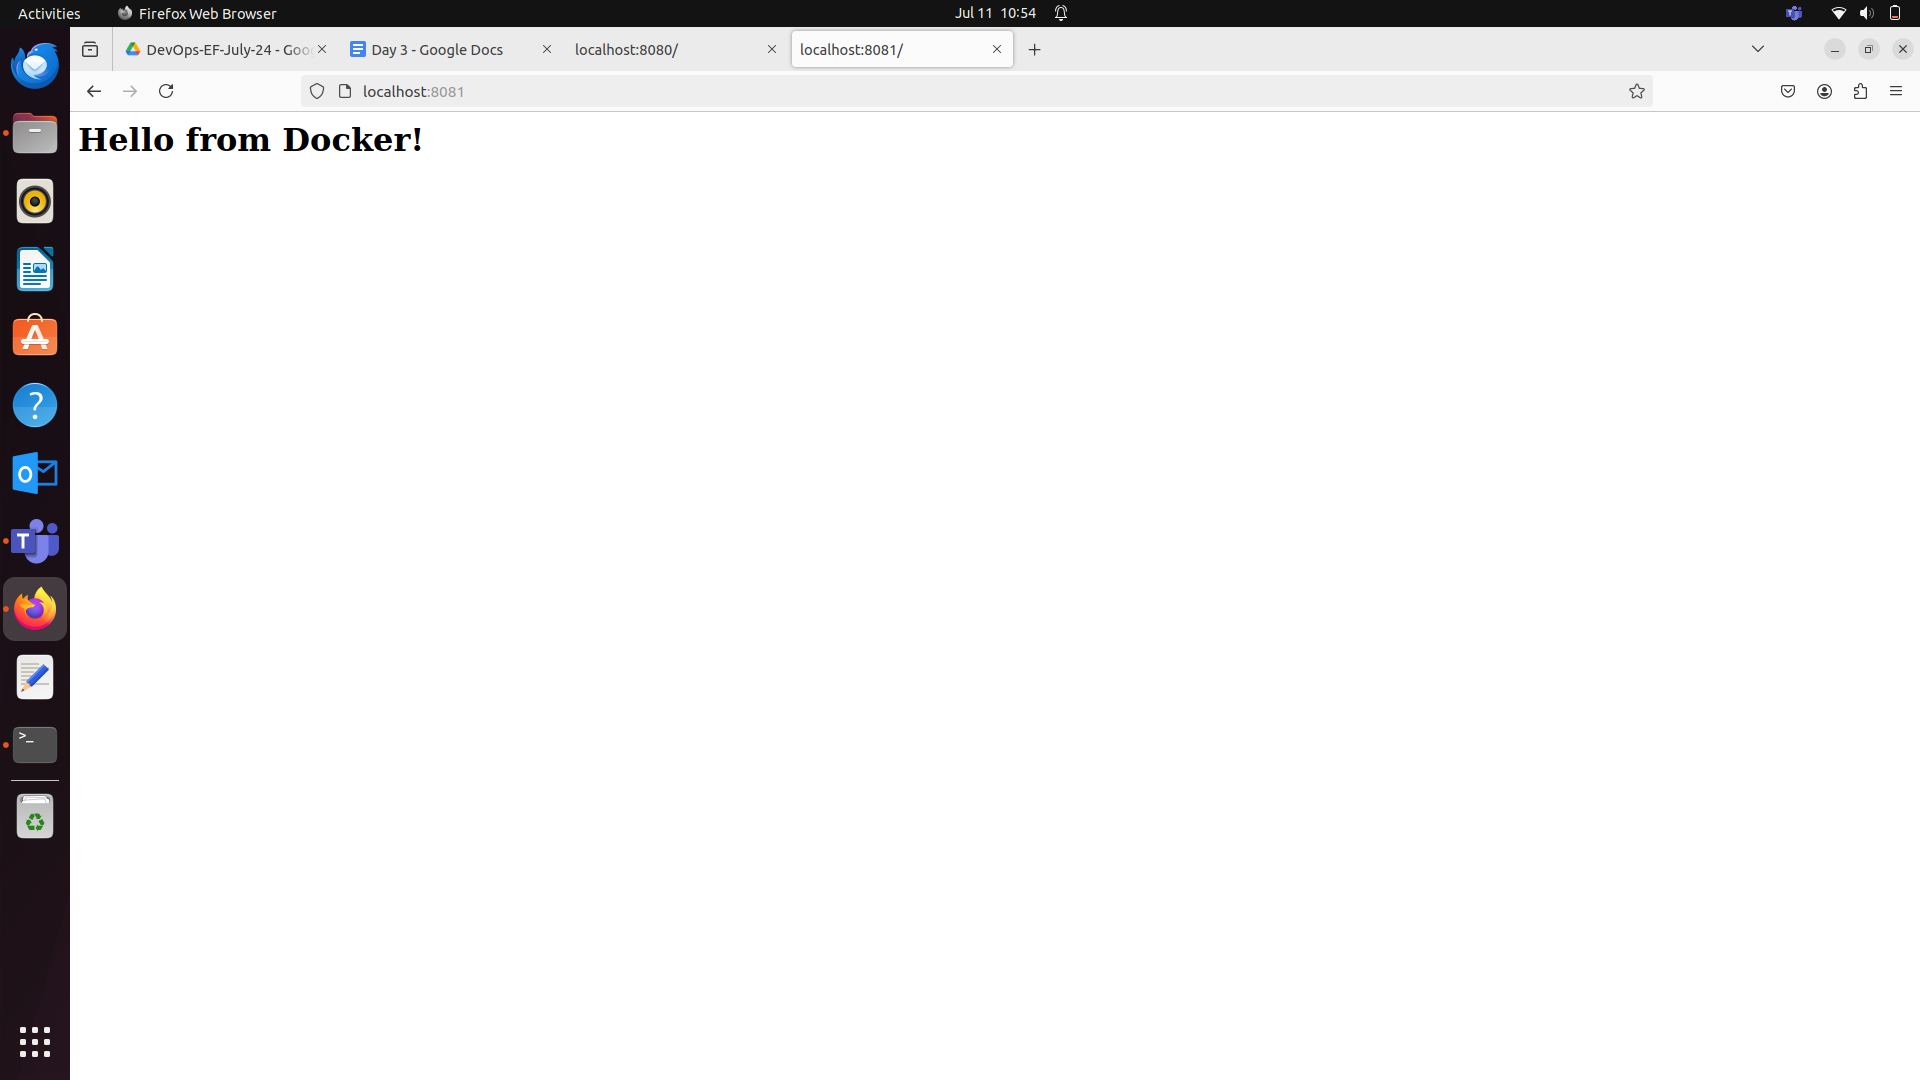 Activities Firefox Web Browser Jul 11 10:54
DevOps-EF-July-24 - Goo Day 3 - Google Docs localhost:8080/ localhost:8081/
localhost:8081
Hello from Docker!